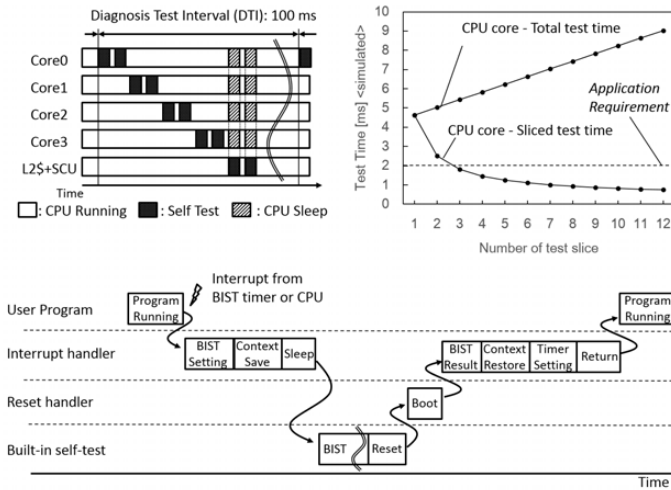 Diagnosis Test Interval (DTI): 100 ms
Core0
Core1
Core2
Core3
L2$+SCU
Time
: CPU Running
: Self Test
: CPU Sleep
Test Time [ms] <simulated>
10
9
8
7
6
5
4
3
2
1
0
CPU core - Total test time
Application
Requirement
CPU core - Sliced test time
1 2 3 4 5 6 7 8 9 10 11 12
Number of test slice
Interrupt from
BIST timer or CPU
User Program
Program
Running
Program
Running
Interrupt handler
BIST
Setting
Context
Save
Sleep
BIST
Result
Context
Restore
Timer
Setting
Return
Reset handler
Boot
Built-in self-test
BIST
Reset
Time